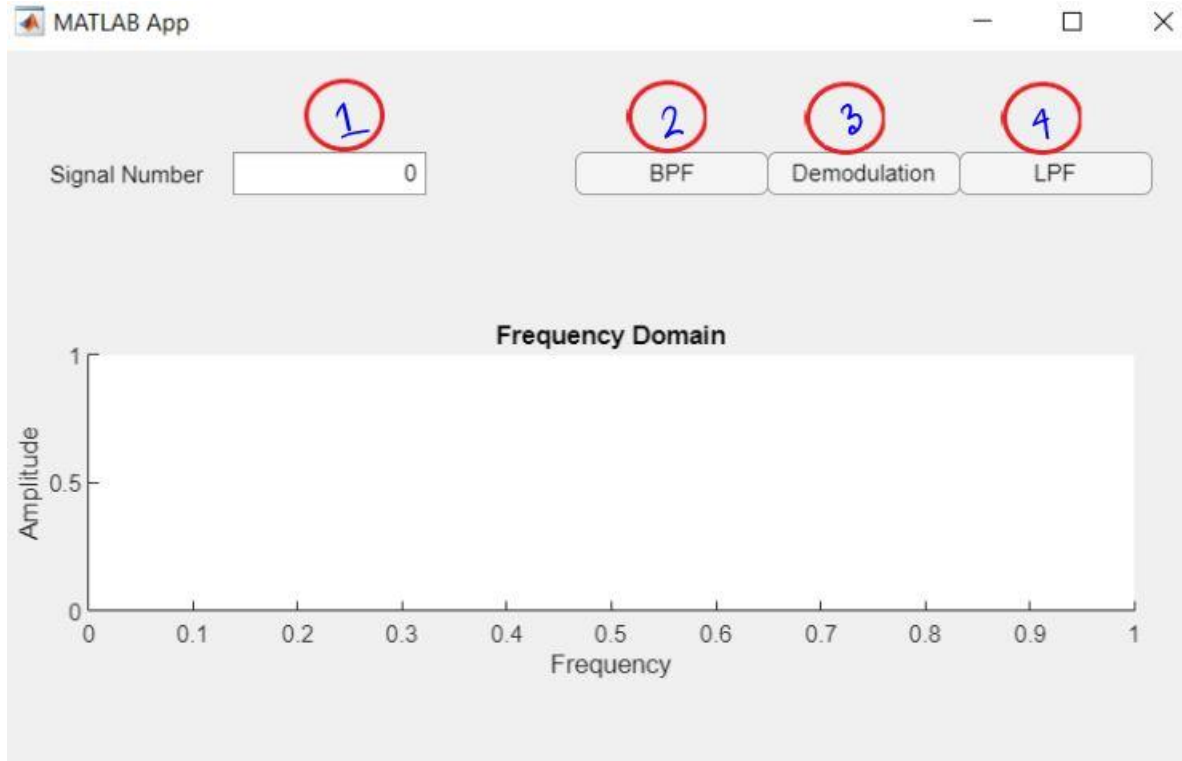 MATLAB App
1 2 3 4
Signal Number 0 BPF Demodulation LPF
Frequency Domain
1
0.5
0
Amplitude
0 0.1 0.2 0.3 0.4 0.5 0.6 0.7 0.8 0.9 1
Frequency